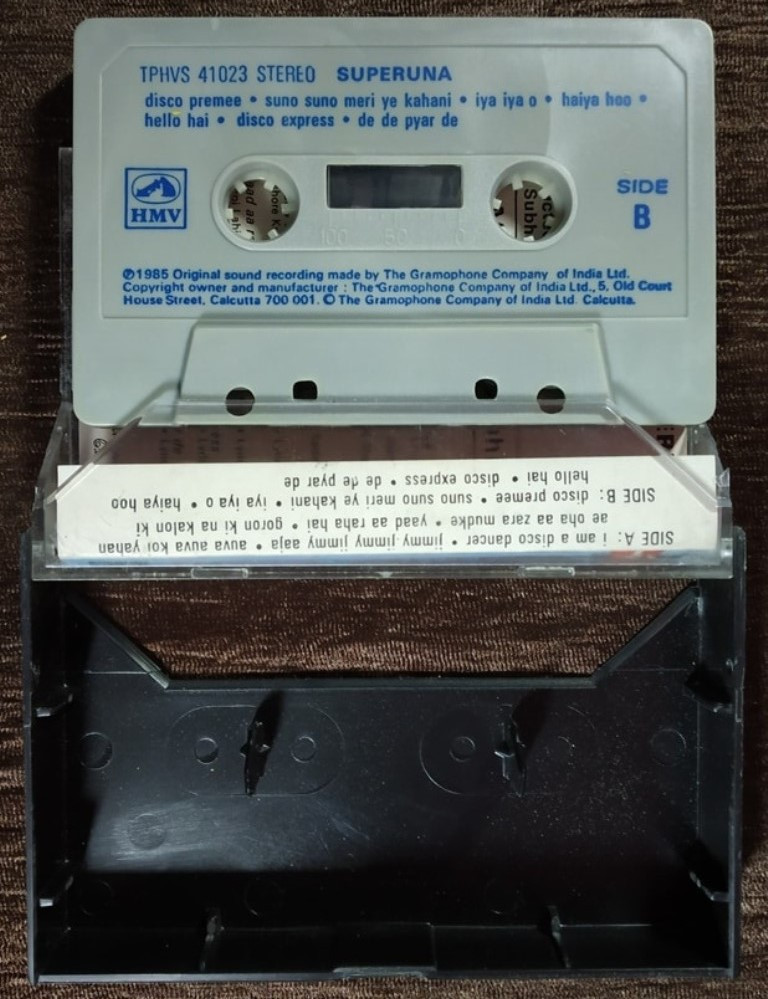 TPHVS 41023 STEREO SUPERUNA
disco premee • suno suno meri ye kahani • iya iya o • haiya hoo •
hello hai • disco express • de de pyar de
HMV
SIDE
B
100 50 0
℗1985 Original sound recording made by The Gramophone Company of India Ltd.
Copyright owner and manufacturer : The Gramophone Company of India Ltd., 5, Old Court
House Street, Calcutta 700 001. © The Gramophone Company of India Ltd. Calcutta.
SIDE A: i am a disco dancer • jimmy jimmy jimmy aaja • auva auva koi yahan
ae oha aa zara mudke • yaad aa raha hai • goron ki na kalon ki
SIDE B: disco premee • suno suno meri ye kahani • iya iya o • haiya hoo
hello hai • disco express • de de pyar de